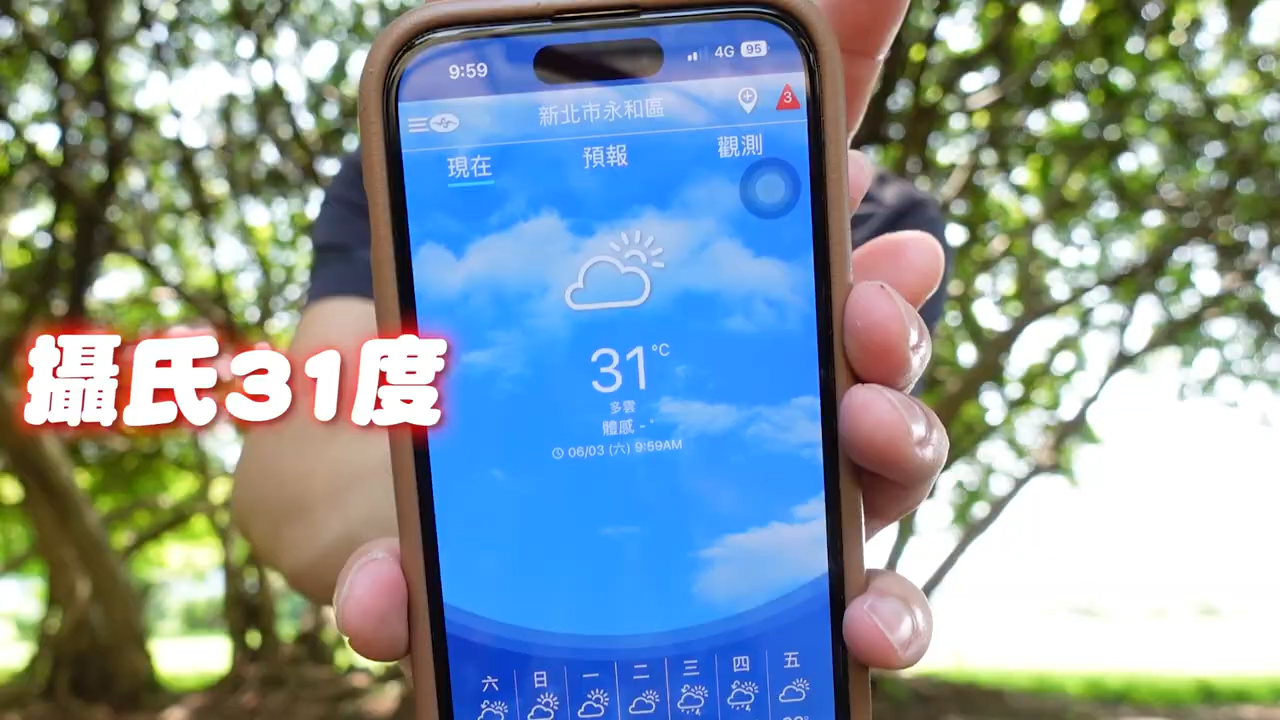 9:59
4G 95
新北市永和區
3
現在 預報 觀測
攝氏31度
31°C
多雲
體感 - °
06/03 (六) 9:59AM
六 日 一 二 三 四 五